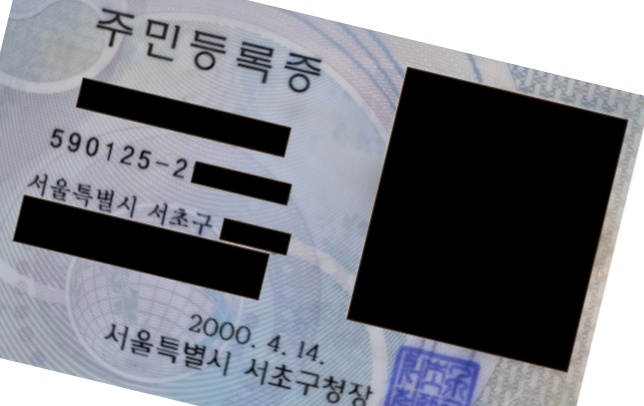 주민등록증
590125-2
서울특별시 서초구
2000. 4. 14.
서울특별시 서초구청장